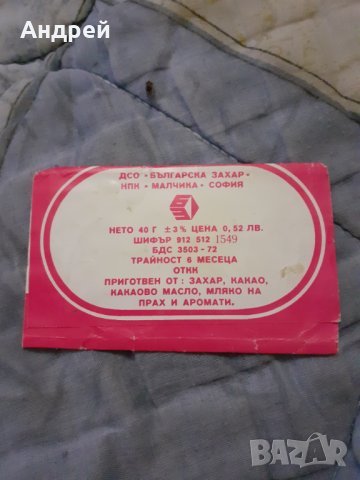 Андрей
ДСО · БЪЛГАРСКА ЗАХАР ·
НПК · МАЛЧИКА · СОФИЯ
НЕТО 40 Г ±3% ЦЕНА 0,52 ЛВ.
ШИФЪР 912 512 1549
БДС 3503-72
ТРАЙНОСТ 6 МЕСЕЦА
ОТКК
ПРИГОТВЕН ОТ: ЗАХАР, КАКАО,
КАКАОВО МАСЛО, МЛЯКО НА
ПРАХ И АРОМАТИ.
BAZAR